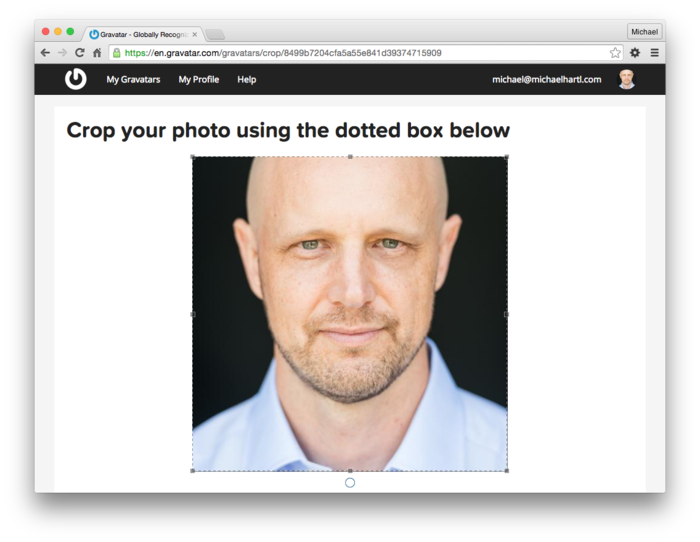 Gravatar - Globally Recogni
Michael
https://en.gravatar.com/gravatars/crop/8499b7204cfa5a55e841d39374715909
My Gravatars My Profile Help michael@michaelhartl.com
Crop your photo using the dotted box below